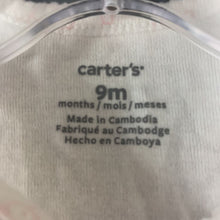 carter's®
9m
months / mois / meses
Made in Cambodia
Fabriqué au Cambodge
Hecho en Camboya